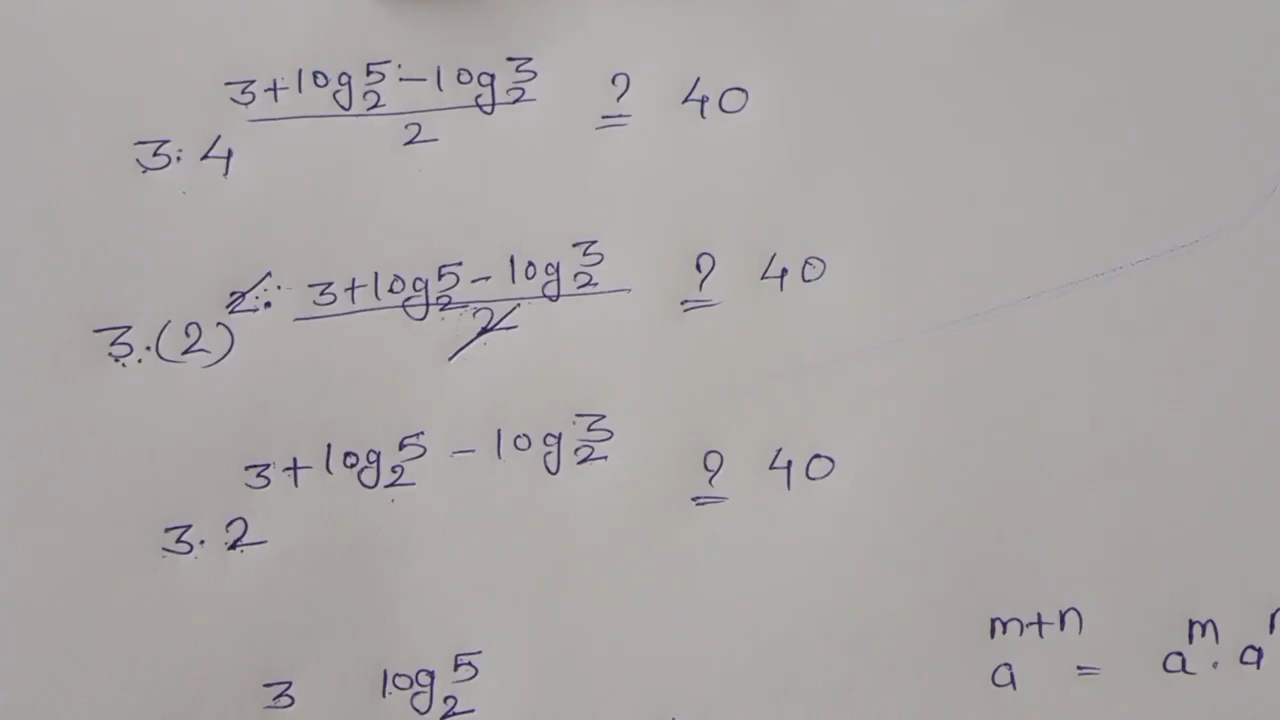 3+log₂5-log₂3 ? 40
2
3.4
2. 3+log₂5-log₂3 ? 40
3.(2) 2
3+log₂5-log₂3 ? 40
3.2
m+n m n
a = a . a
3 log₂5